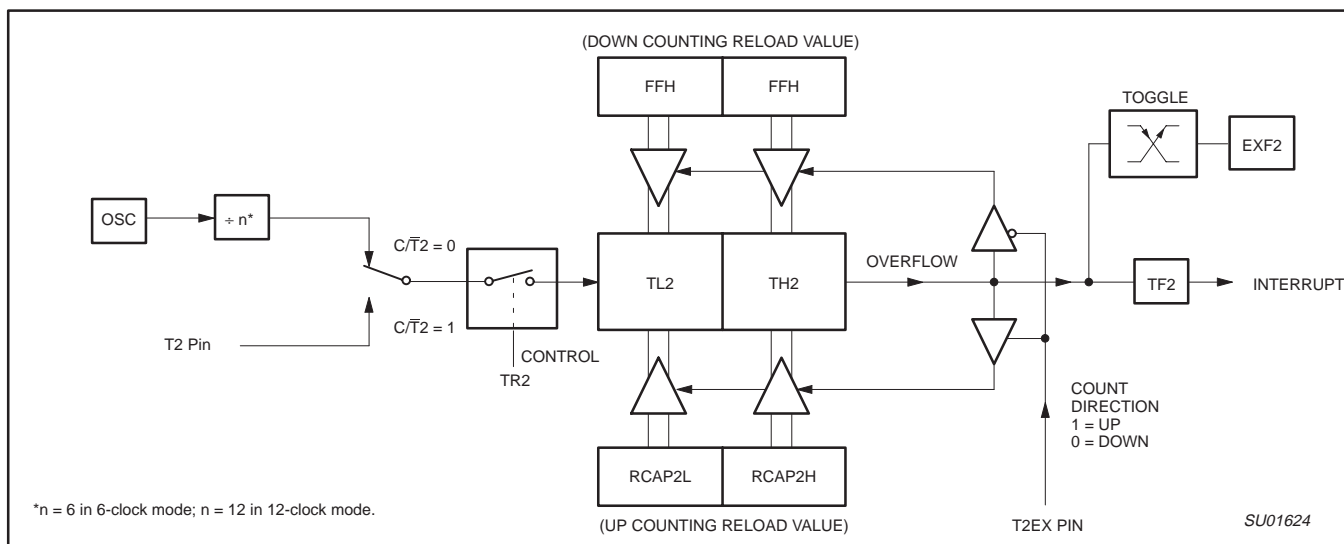 (DOWN COUNTING RELOAD VALUE)
FFH
FFH
TOGGLE
EXF2
OSC
÷ n*
C/T̅2 = 0
TL2
TH2
OVERFLOW
TF2
INTERRUPT
C/T̅2 = 1
T2 Pin
CONTROL
TR2
COUNT
DIRECTION
1 = UP
0 = DOWN
RCAP2L
RCAP2H
*n = 6 in 6-clock mode; n = 12 in 12-clock mode.
(UP COUNTING RELOAD VALUE)
T2EX PIN
SU01624